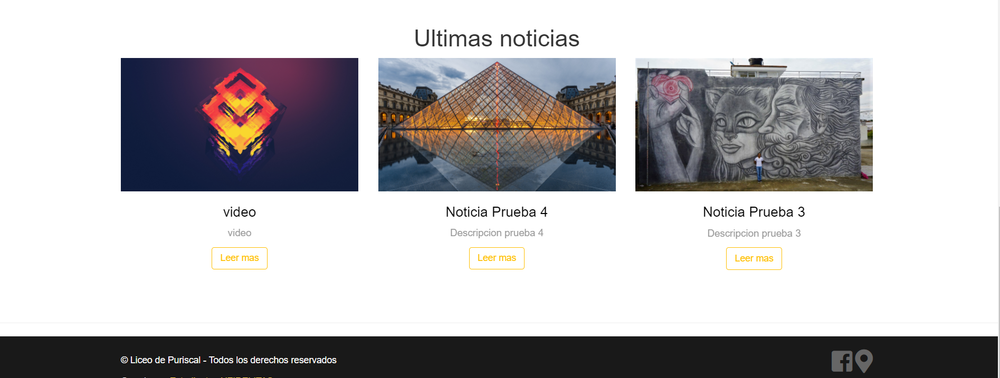 Ultimas noticias
video
video
Leer mas
Noticia Prueba 4
Descripcion prueba 4
Leer mas
Noticia Prueba 3
Descripcion prueba 3
Leer mas
© Liceo de Puriscal - Todos los derechos reservados